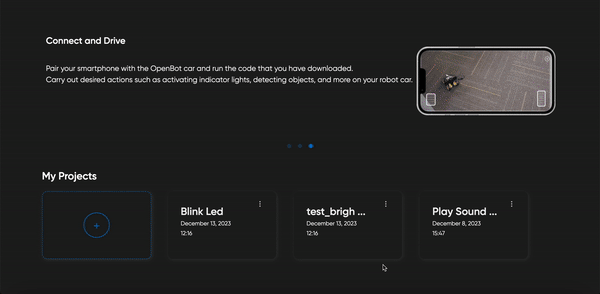 Connect and Drive
Pair your smartphone with the OpenBot car and run the code that you have downloaded.
Carry out desired actions such as activating indicator lights, detecting objects, and more on your robot car.
My Projects
+
Blink Led
December 13, 2023
12:16
test_brigh ...
December 13, 2023
12:16
Play Sound ...
December 8, 2023
15:47